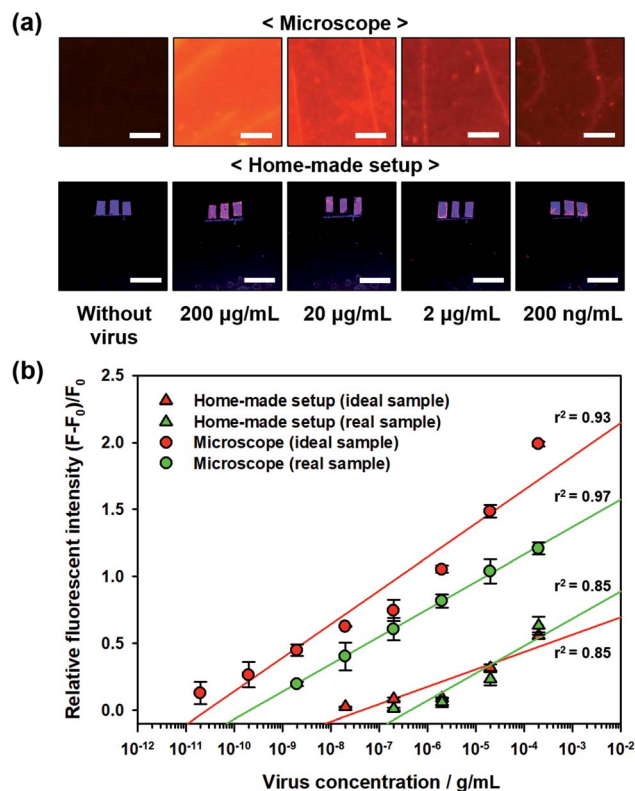 (a)
< Microscope >
< Home-made setup >
Without virus
200 µg/mL
20 µg/mL
2 µg/mL
200 ng/mL
(b)
Relative fluorescent intensity (F-F₀)/F₀
2.5
2.0
1.5
1.0
0.5
0.0
Home-made setup (ideal sample)
Home-made setup (real sample)
Microscope (ideal sample)
Microscope (real sample)
r² = 0.93
r² = 0.97
r² = 0.85
r² = 0.85
10⁻¹² 10⁻¹¹ 10⁻¹⁰ 10⁻⁹ 10⁻⁸ 10⁻⁷ 10⁻⁶ 10⁻⁵ 10⁻⁴ 10⁻³ 10⁻²
Virus concentration / g/mL